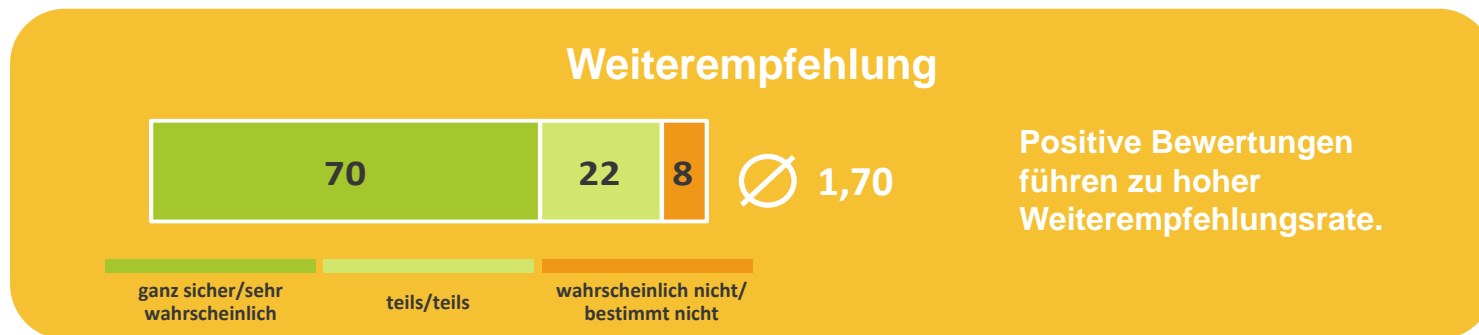 Weiterempfehlung
70 22 8 Ø 1,70
Positive Bewertungen
führen zu hoher
Weiterempfehlungsrate.
ganz sicher/sehr
wahrscheinlich
teils/teils
wahrscheinlich nicht/
bestimmt nicht